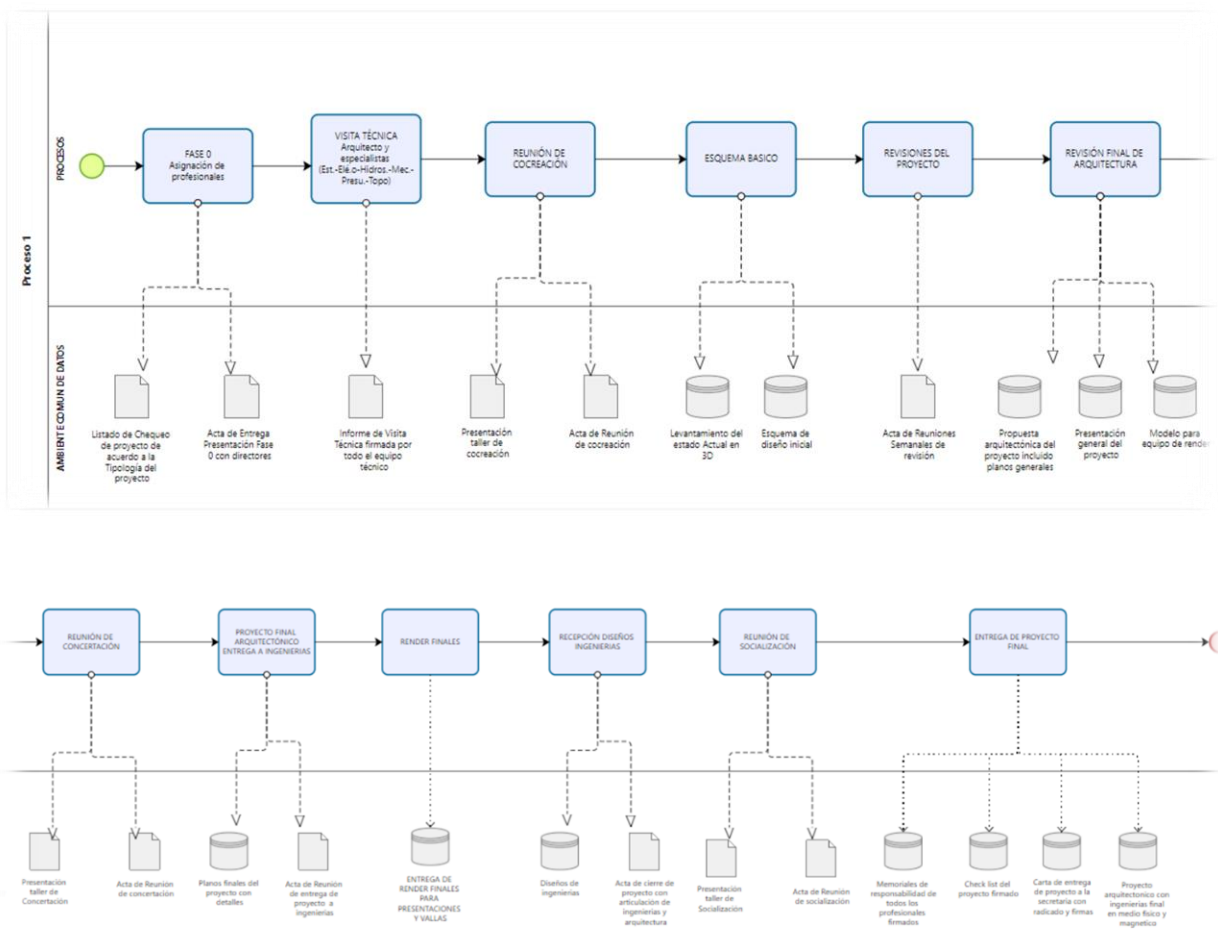 Proceso 1
PROCESOS
FASE 0
Asignación de
profesionales
VISITA TÉCNICA
Arquitecto y
especialistas
(Est.-Elé.o-Hidros.-Mec.-
Presu.-Topo)
REUNIÓN DE
COCREACIÓN
ESQUEMA BASICO
REVISIONES DEL
PROYECTO
REVISIÓN FINAL DE
ARQUITECTURA
AMBIENTE COMUN DE DATOS
Listado de Chequeo
de proyecto de
acuerdo a la
Tipología del
proyecto
Acta de Entrega
Presentación Fase
0 con directores
Informe de Visita
Técnica firmada por
todo el equipo
técnico
Presentación
taller de
cocreación
Acta de Reunión
de cocreación
Levantamiento del
estado Actual en
3D
Esquema de
diseño inicial
Acta de Reuniones
Semanales de
revisión
Propuesta
arquitectónica del
proyecto incluido
planos generales
Presentación
general del
proyecto
Modelo para
equipo de render
REUNIÓN DE
CONCERTACIÓN
PROYECTO FINAL
ARQUITECTÓNICO
ENTREGA A INGENIERIAS
RENDER FINALES
RECEPCIÓN DISEÑOS
INGENIERIAS
REUNIÓN DE
SOCIALIZACIÓN
ENTREGA DE PROYECTO
FINAL
Presentación
taller de
Concertación
Acta de Reunión
de concertación
Planos finales del
proyecto con
detalles
Acta de Reunión
de entrega de
proyecto a
ingenierias
ENTREGA DE
RENDER FINALES
PARA
PRESENTACIONES
Y VALLAS
Diseños de
ingenierias
Acta de cierre de
proyecto con
articulación de
ingenierias y
arquitectura
Presentación
taller de
Socialización
Acta de Reunión
de socialización
Memoriales de
responsabilidad de
todos los
profesionales
firmados
Check list del
proyecto firmado
Carta de entrega
de proyecto a la
secretaria con
radicado y firmas
Proyecto
arquitectonico con
ingenierias final
en medio físico y
magnetico